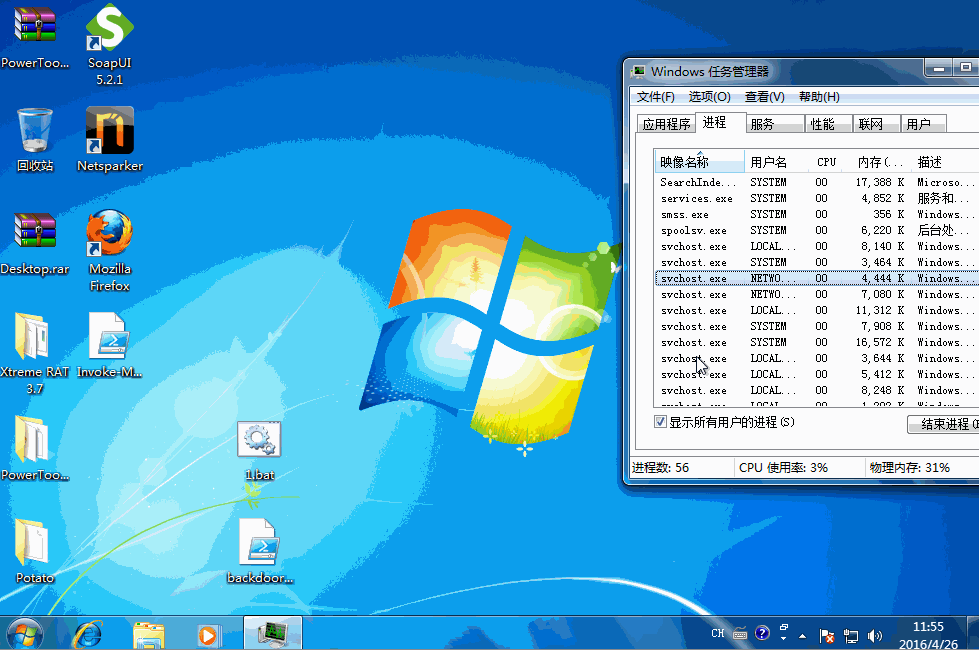 PowerToo...
SoapUI
5.2.1
回收站
Netsparker
Desktop.rar
Mozilla
Firefox
Xtreme RAT
3.7
Invoke-M...
PowerToo...
1.bat
Potato
backdoor...
Windows 任务管理器
文件(F) 选项(O) 查看(V) 帮助(H)
应用程序 进程 服务 性能 联网 用户
映像名称 用户名 CPU 内存(... 描述
SearchInde... SYSTEM 00 17,388 K Microso...
services.exe SYSTEM 00 4,852 K 服务和...
smss.exe SYSTEM 00 356 K Windows...
spoolsv.exe SYSTEM 00 6,220 K 后台处...
svchost.exe LOCAL... 00 8,140 K Windows...
svchost.exe SYSTEM 00 3,464 K Windows...
svchost.exe NETWO... 00 4,444 K Windows...
svchost.exe NETWO... 00 7,080 K Windows...
svchost.exe LOCAL... 00 11,312 K Windows...
svchost.exe SYSTEM 00 7,908 K Windows...
svchost.exe SYSTEM 00 16,572 K Windows...
svchost.exe LOCAL... 00 3,644 K Windows...
svchost.exe LOCAL... 00 5,412 K Windows...
svchost.exe LOCAL... 00 8,248 K Windows...
显示所有用户的进程(S)
结束进程(E
进程数: 56 CPU 使用率: 3% 物理内存: 31%
CH
11:55
2016/4/26